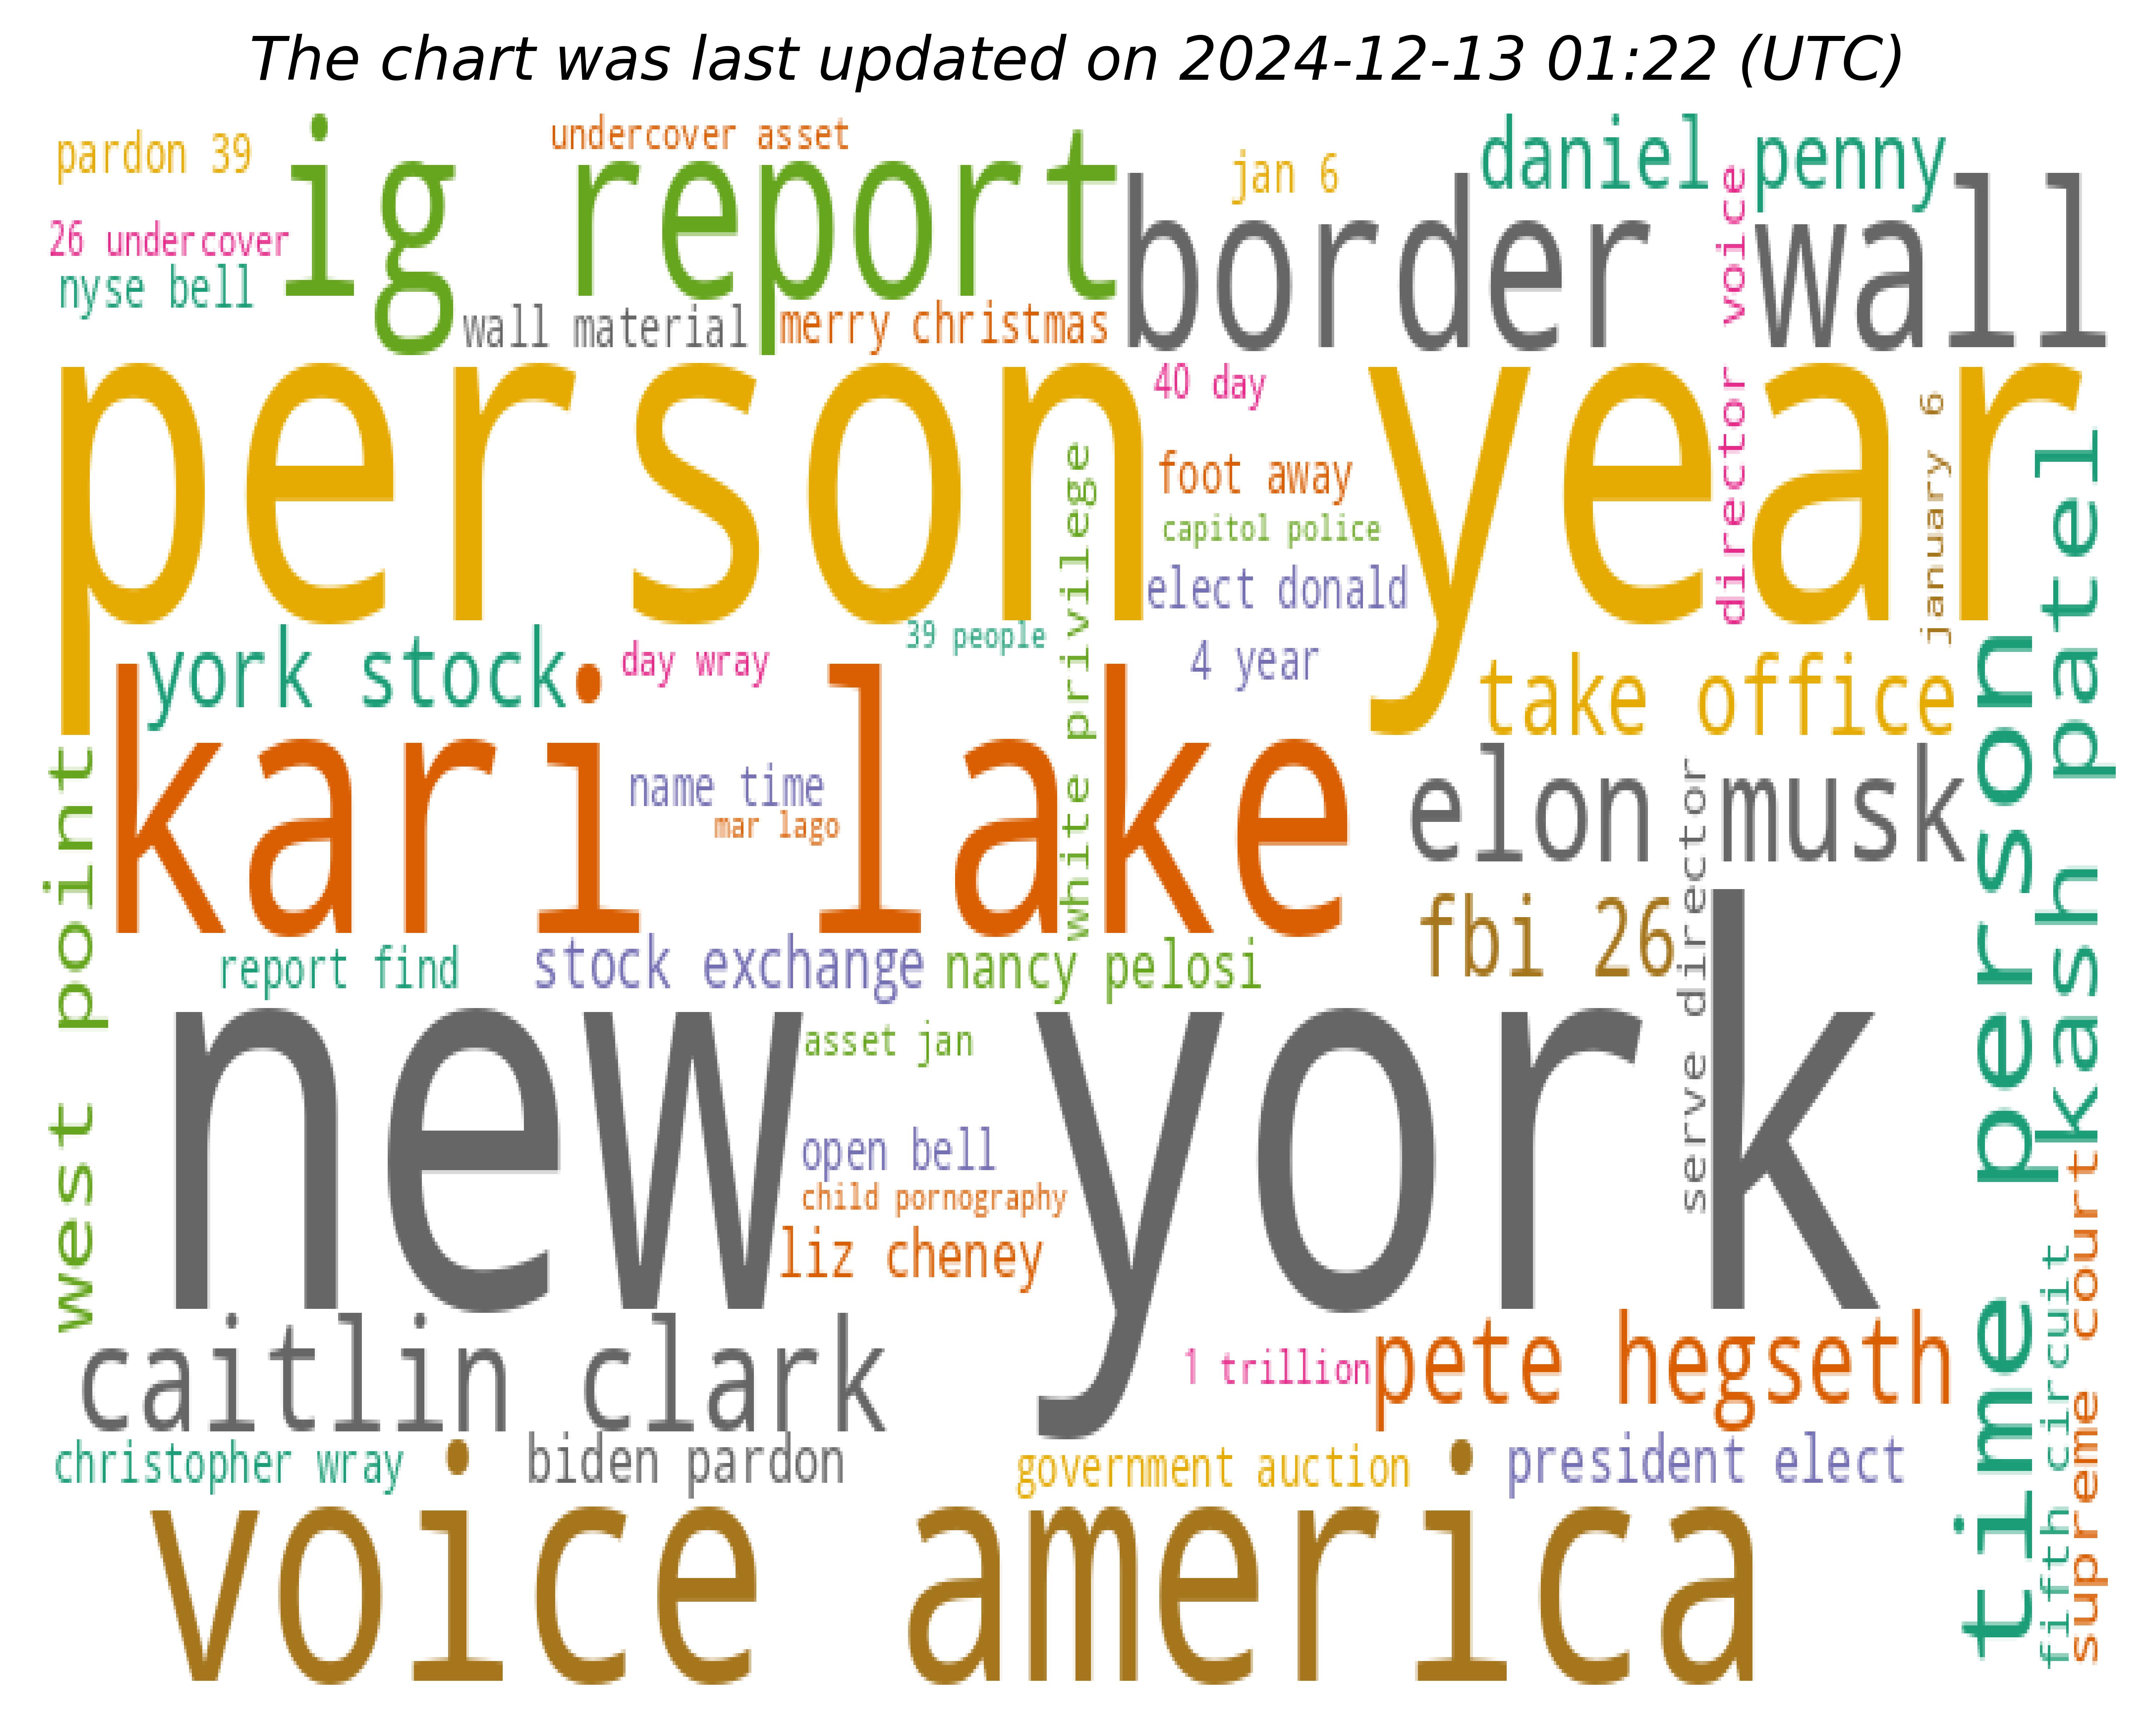 The chart was last updated on 2024-12-13 01:22 (UTC)
pardon 39
undercover asset
ig report
jan 6
daniel penny
26 undercover
nyse bell
wall material
merry christmas
border wall
director voice
person year
40 day
foot away
capitol police
elect donald
white privilege
january 6
kash patel
39 people
york stock
day wray
4 year
take office
kari lake
name time
mar lago
elon musk
time person
west point
fbi 26
serve director
report find
stock exchange
nancy pelosi
new york
asset jan
open bell
child pornography
liz cheney
caitlin clark
1 trillion
pete hegseth
fifth circuit
supreme court
christopher wray
biden pardon
government auction
president elect
voice america